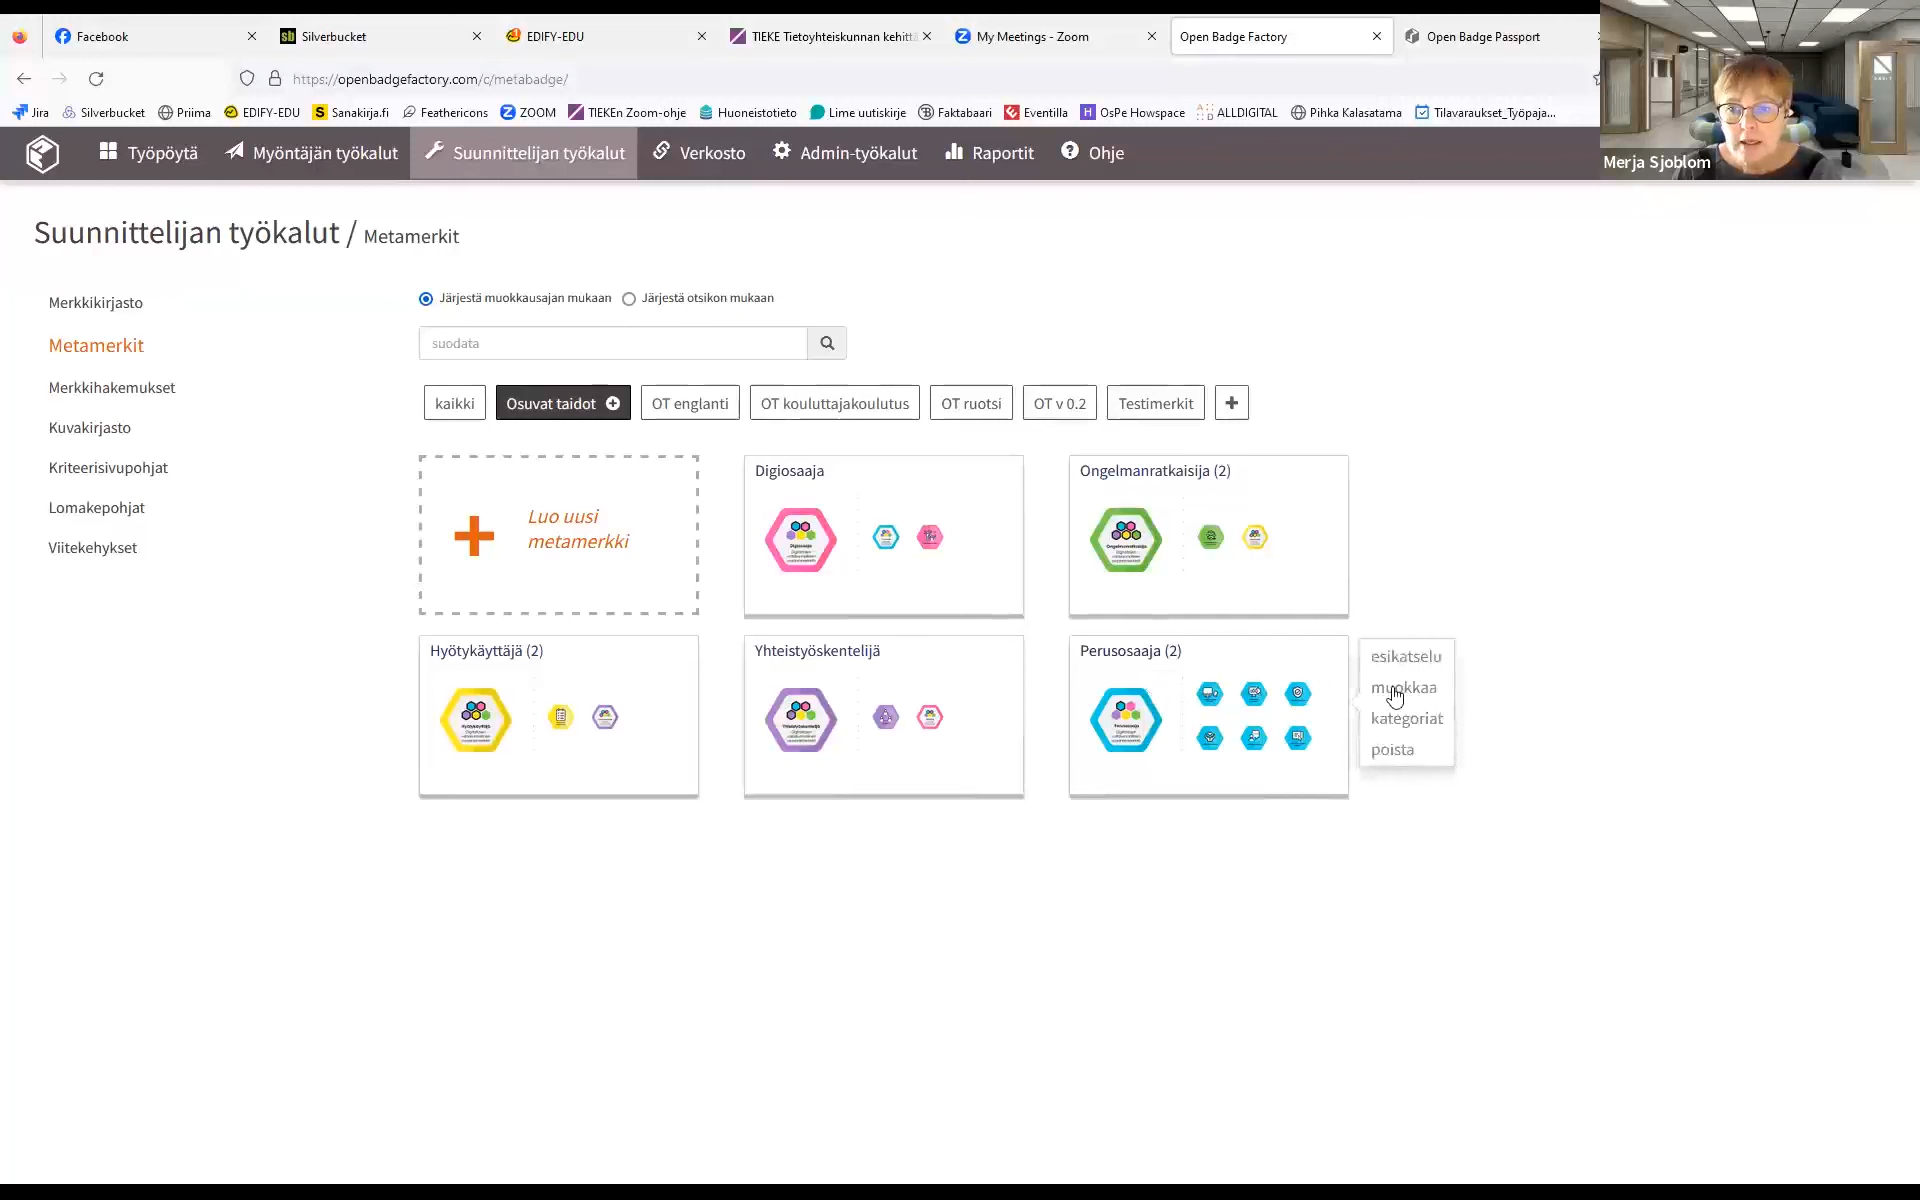 Facebook
Silverbucket
EDIFY-EDU
TIEKE Tietoyhteiskunnan kehitt
My Meetings - Zoom
Open Badge Factory
Open Badge Passport
https://openbadgefactory.com/c/metabadge/
Jira
Silverbucket
Priima
EDIFY-EDU
Sanakirja.fi
Feathericons
ZOOM
TIEKEn Zoom-ohje
Huoneistotieto
Lime uutiskirje
Faktabaari
Eventilla
OsPe Howspace
ALLDIGITAL
Pihka Kalasatama
Tilavaraukset_Työpaja...
Merja Sjoblom
Työpöytä
Myöntäjän työkalut
Suunnittelijan työkalut
Verkosto
Admin-työkalut
Raportit
Ohje
Suunnittelijan työkalut / Metamerkit
Merkkikirjasto
Metamerkit
Merkkihakemukset
Kuvakirjasto
Kriteerisivupohjat
Lomakepohjat
Viitekehykset
Järjestä muokkausajan mukaan
Järjestä otsikon mukaan
suodata
kaikki
Osuvat taidot
OT englanti
OT kouluttajakoulutus
OT ruotsi
OT v 0.2
Testimerkit
Luo uusi
metamerkki
Digiosaaja
Digiosaaja
Ongelmanratkaisija (2)
Ongelmanratkaisija
Hyötykäyttäjä (2)
Hyötykäyttäjä
Yhteistyöskentelijä
Yhteistyöskentelijä
Perusosaaja (2)
Perusosaaja
esikatselu
muokkaa
kategoriat
poista